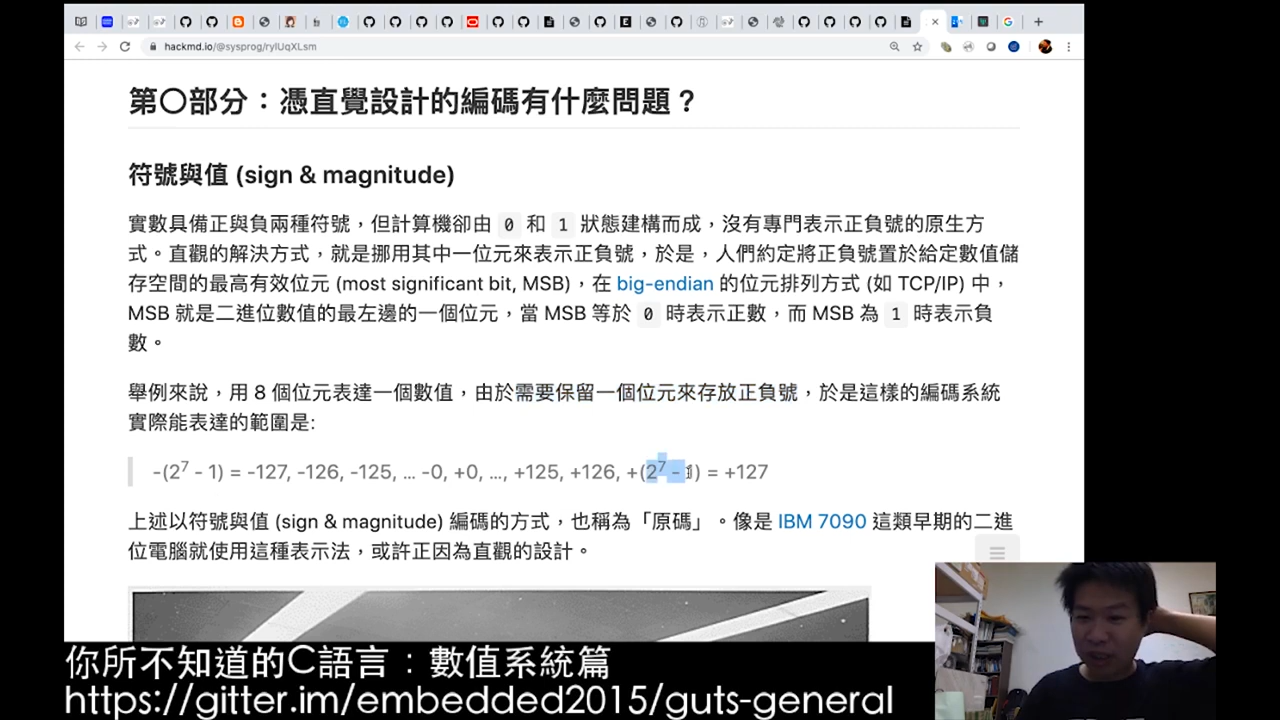 hackmd.io/@sysprog/rylUqXLsm
第〇部分：憑直覺設計的編碼有什麼問題？
符號與值 (sign & magnitude)
實數具備正與負兩種符號，但計算機卻由 0 和 1 狀態建構而成，沒有專門表示正負號的原生方
式。直觀的解決方式，就是挪用其中一位元來表示正負號，於是，人們約定將正負號置於給定數值儲
存空間的最高有效位元 (most significant bit, MSB)，在 big-endian 的位元排列方式 (如 TCP/IP) 中，
MSB 就是二進位數值的最左邊的一個位元，當 MSB 等於 0 時表示正數，而 MSB 為 1 時表示負
數。
舉例來說，用 8 個位元表達一個數值，由於需要保留一個位元來存放正負號，於是這樣的編碼系統
實際能表達的範圍是:
-(2⁷ - 1) = -127, -126, -125, ... -0, +0, ..., +125, +126, +(2⁷ - 1) = +127
上述以符號與值 (sign & magnitude) 編碼的方式，也稱為「原碼」。像是 IBM 7090 這類早期的二進
位電腦就使用這種表示法，或許正因為直觀的設計。
你所不知道的C語言：數值系統篇
https://gitter.im/embedded2015/guts-general